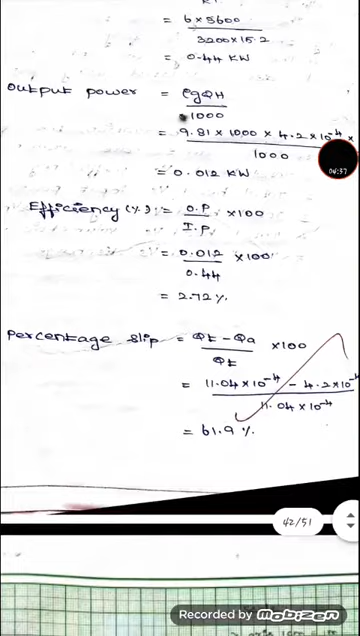 = 6 × 3600
3200 × 15.2
= 0.44 KW
Output power = ρgQH
1000
= 9.81 × 1000 × 4.2 × 10⁻⁴ ×
1000
04:37
= 0.012 KW
Efficiency (%) = O.P × 100
I.P
= 0.012 × 100
0.44
= 2.72 %
Percentage slip = Qt - Qa × 100
Qt
= 11.04 × 10⁻⁴ - 4.2 × 10⁻⁴
11.04 × 10⁻⁴
= 61.9 %
42/51
Recorded by mobizen